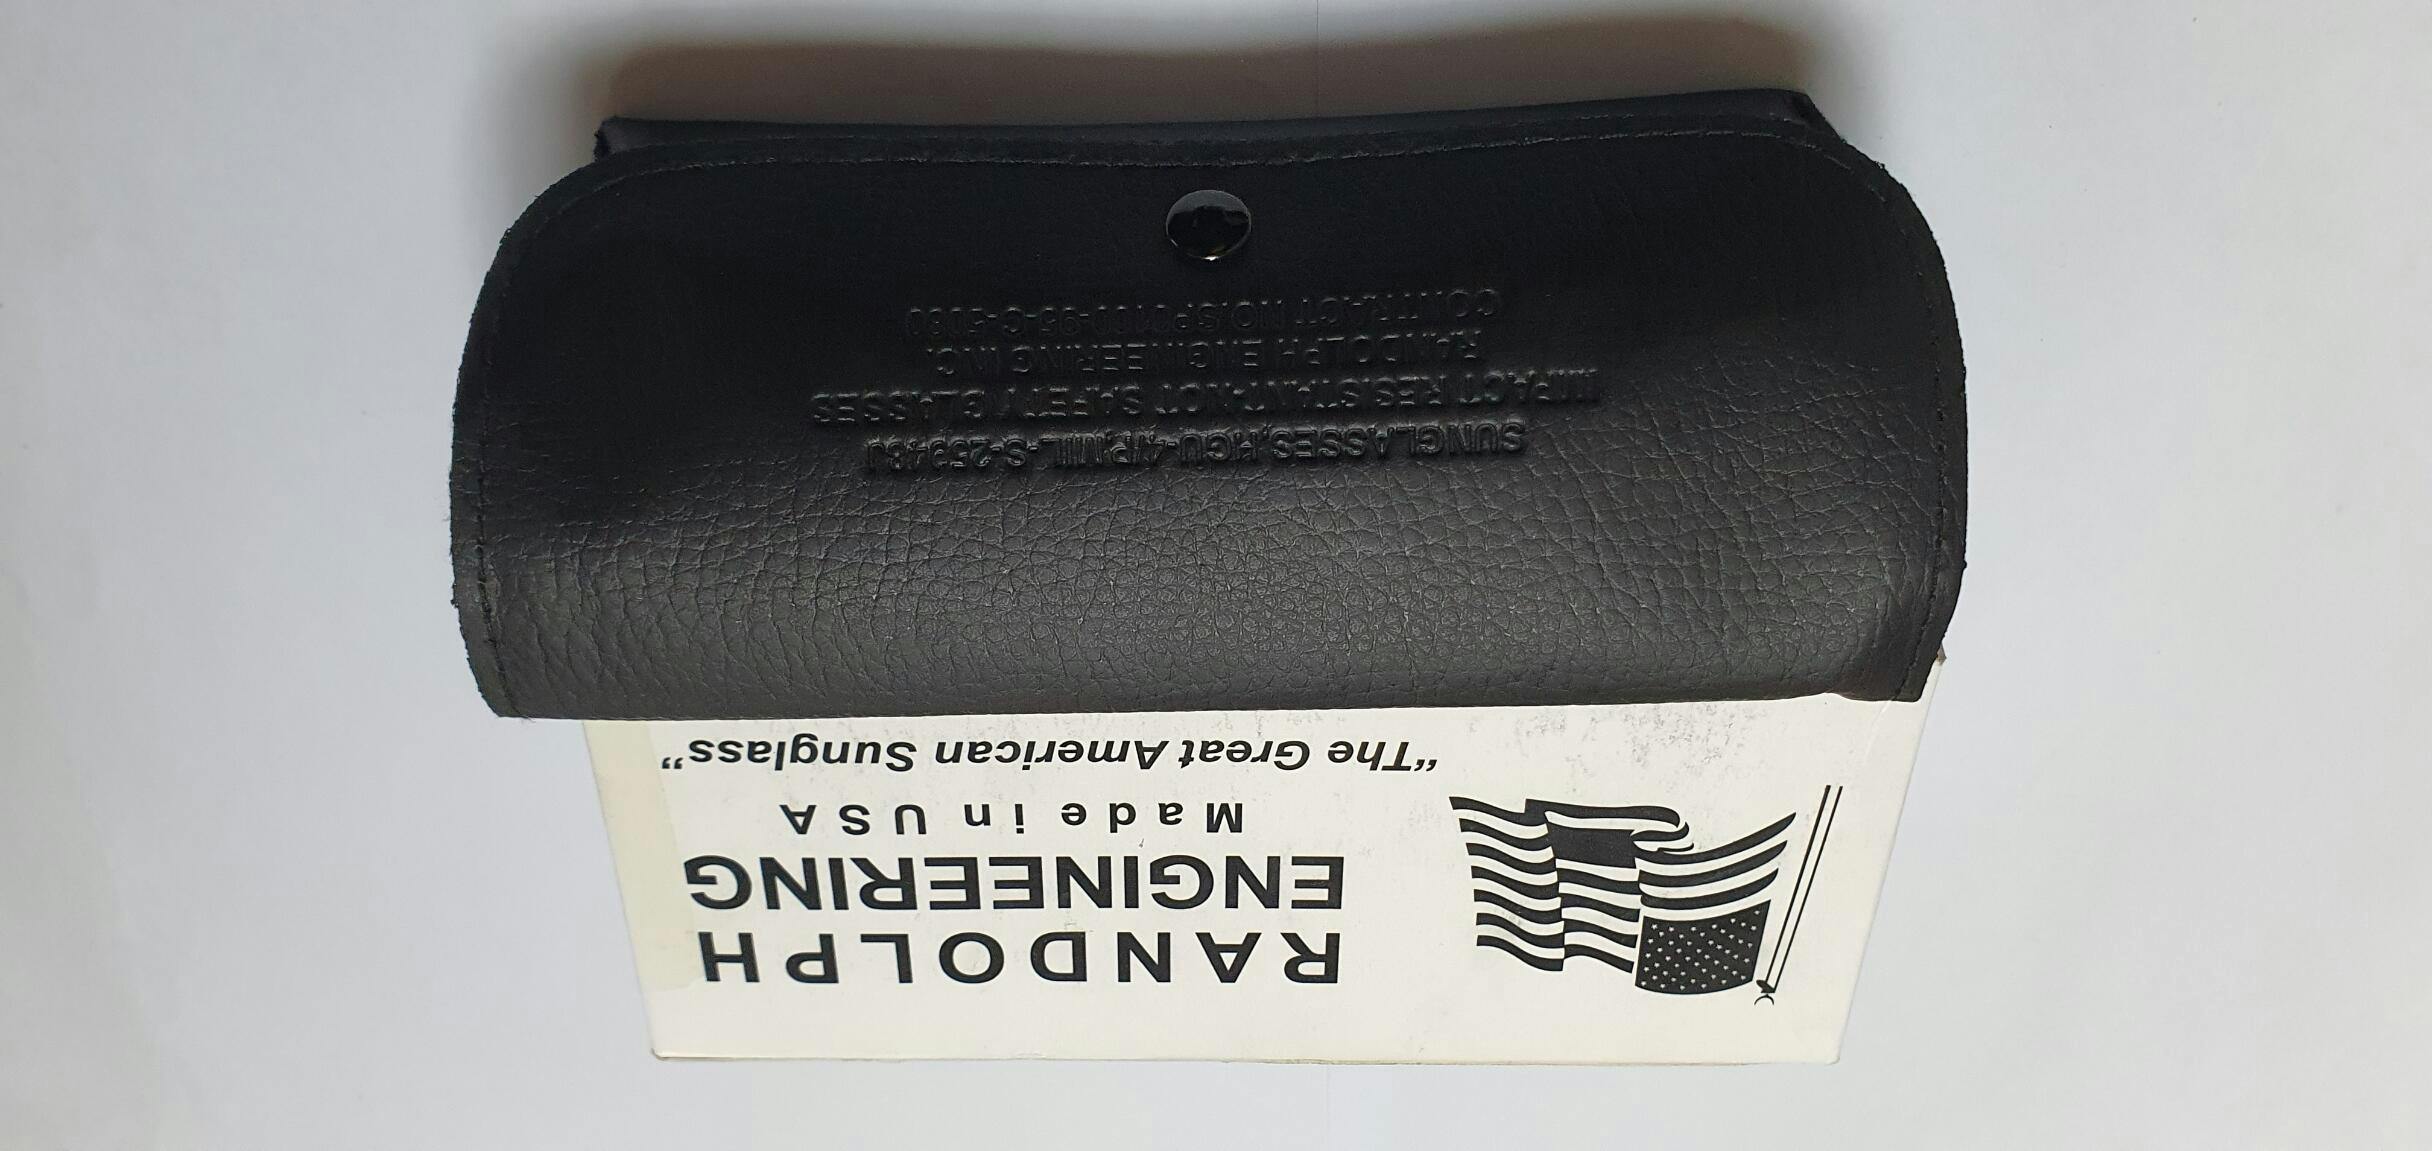 RANDOLPH
ENGINEERING
Made in USA
"The Great American Sunglass"
SUNGLASSES,HGU-4/P,MIL-S-25948J
IMPACT RESISTANT-NOT SAFETY GLASSES
RANDOLPH ENGINEERING INC.
CONTRACT NO.SP0100-95-C-5080